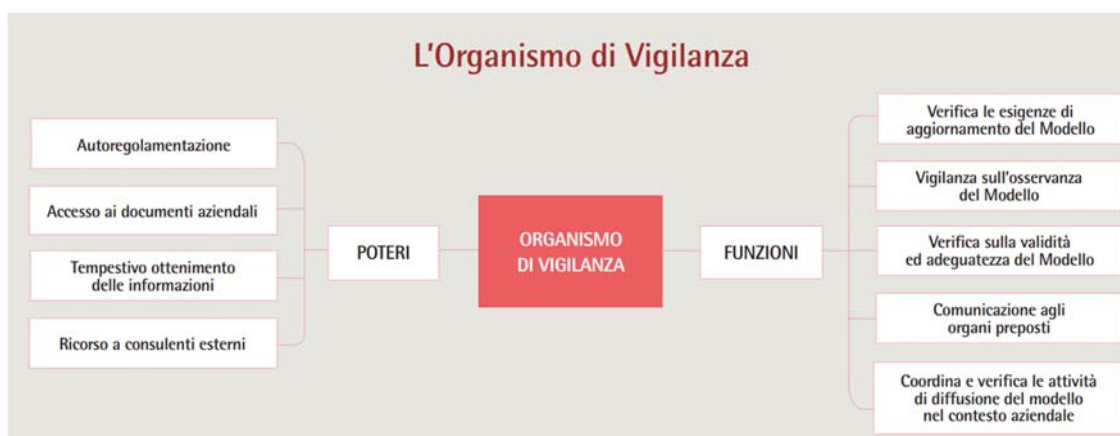 L'Organismo di Vigilanza
Autoregolamentazione
Accesso ai documenti aziendali
Tempestivo ottenimento
delle informazioni
Ricorso a consulenti esterni
POTERI
ORGANISMO
DI VIGILANZA
FUNZIONI
Verifica le esigenze di
aggiornamento del Modello
Vigilanza sull'osservanza
del Modello
Verifica sulla validità
ed adeguatezza del Modello
Comunicazione agli
organi preposti
Coordina e verifica le attività
di diffusione del modello
nel contesto aziendale